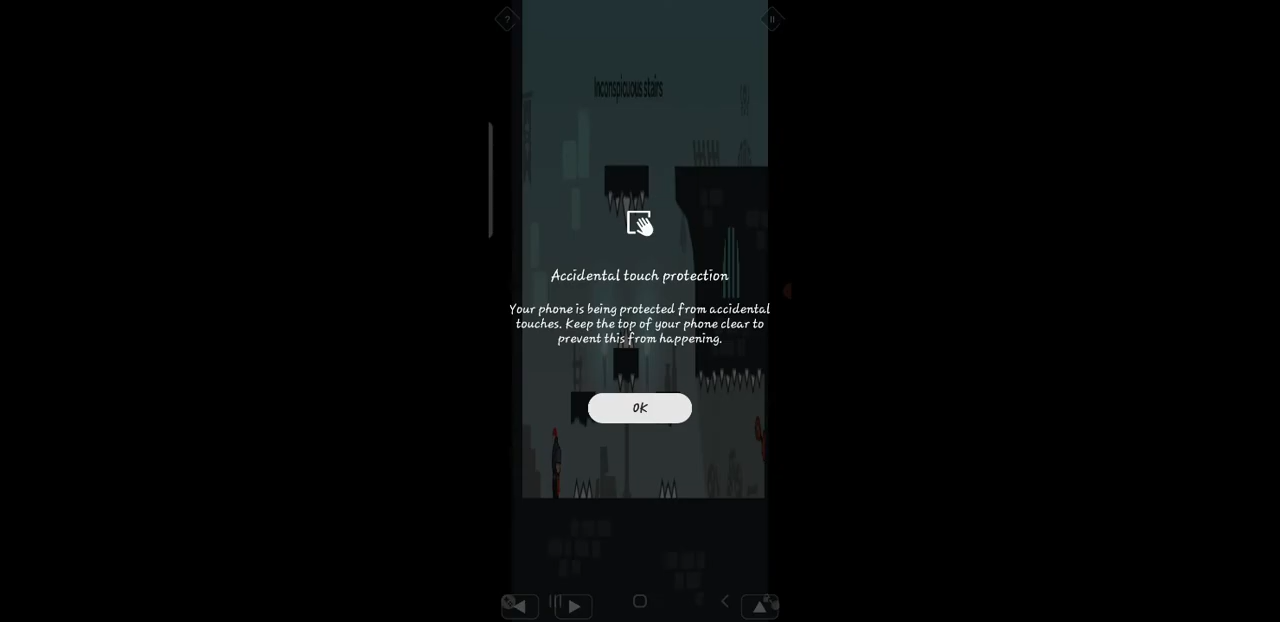 ?
Inconspicuous stairs
Accidental touch protection
Your phone is being protected from accidental
touches. Keep the top of your phone clear to
prevent this from happening.
OK